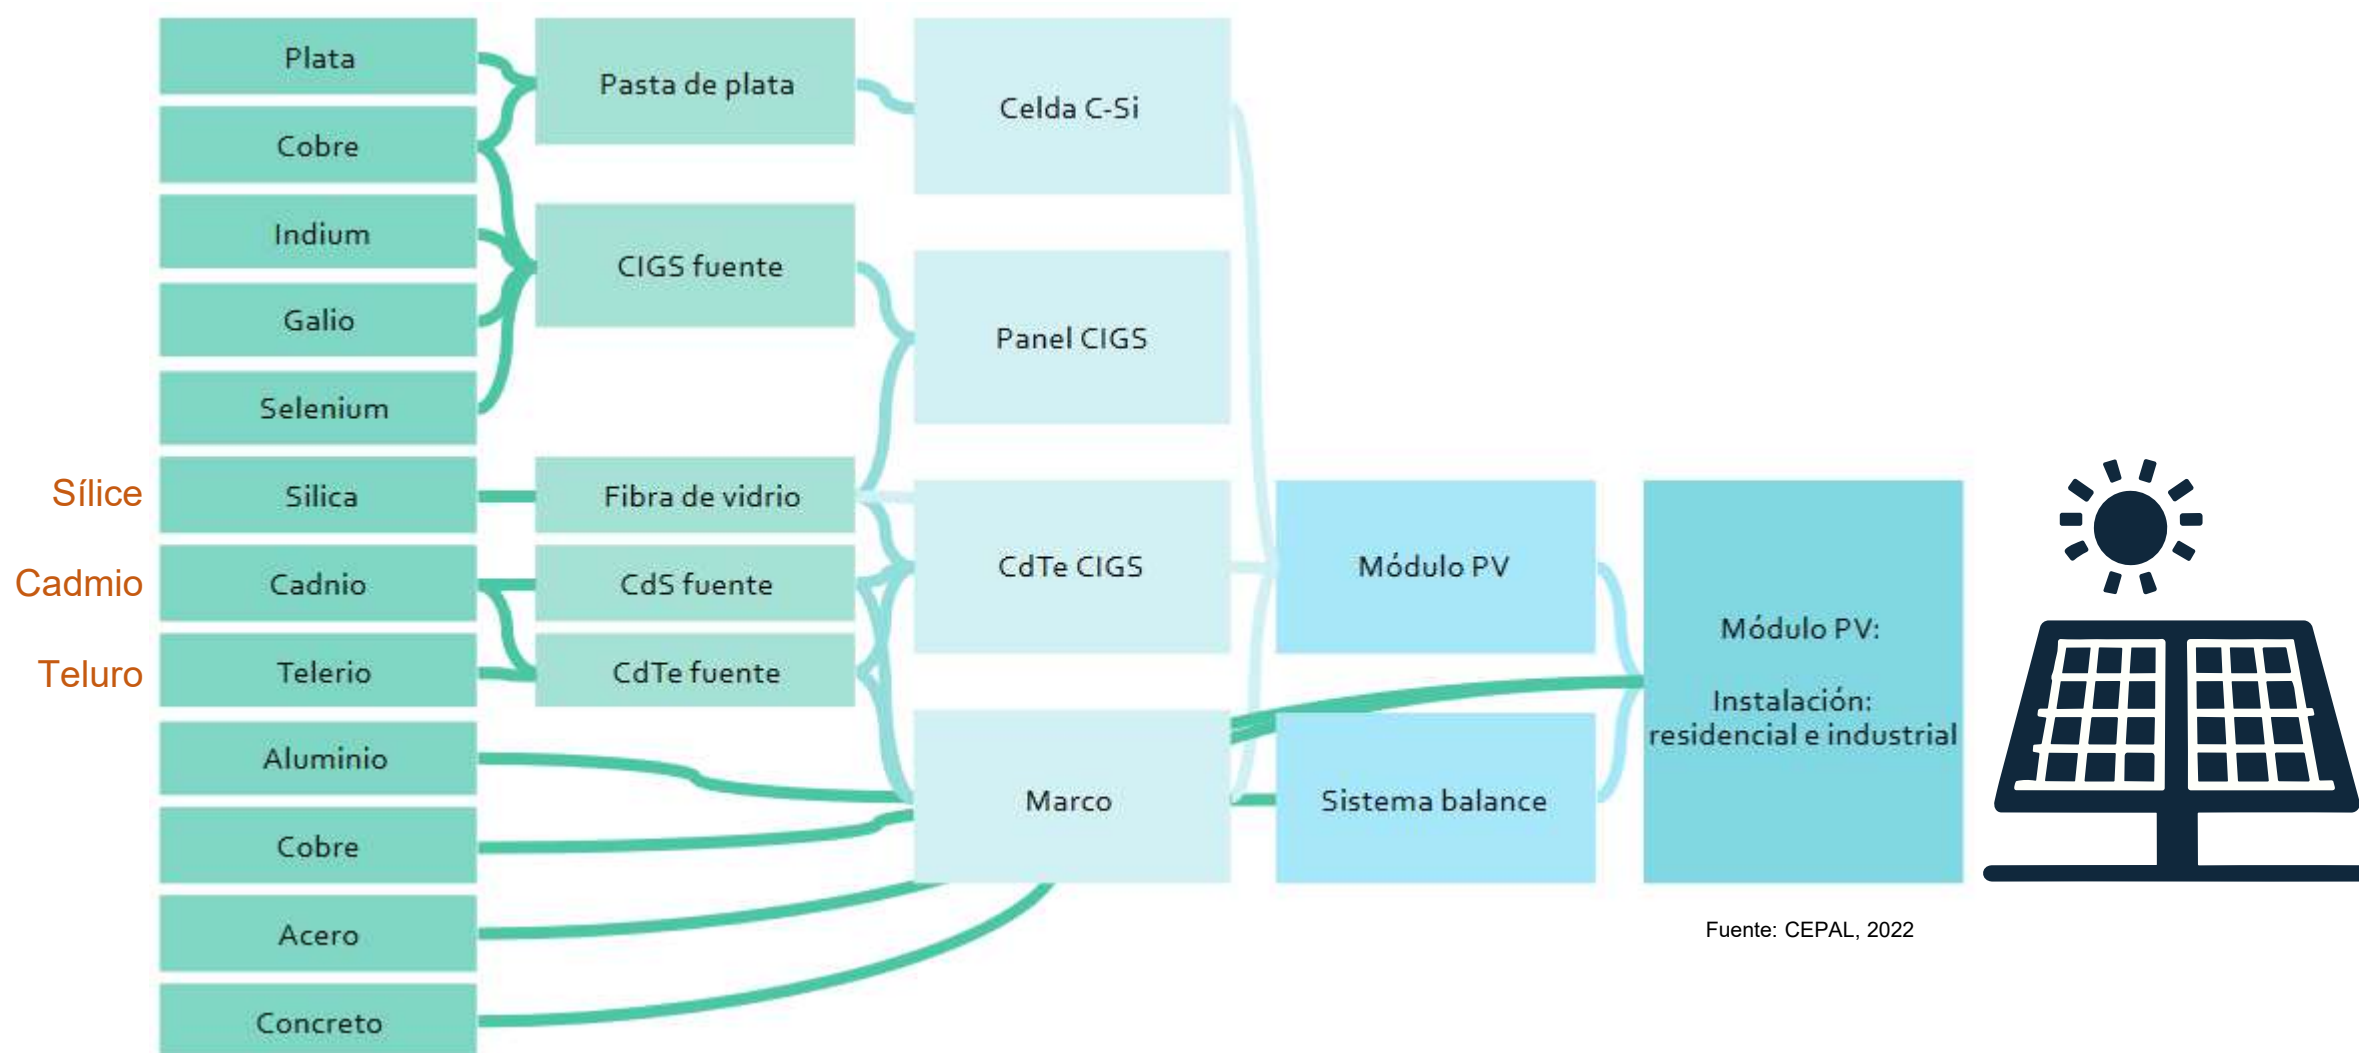 Plata
Cobre
Indium
Galio
Selenium
Sílice
Silica
Cadmio
Cadnio
Teluro
Telerio
Aluminio
Cobre
Acero
Concreto
Pasta de plata
CIGS fuente
Fibra de vidrio
CdS fuente
CdTe fuente
Celda C-Si
Panel CIGS
CdTe CIGS
Marco
Módulo PV
Sistema balance
Módulo PV:
Instalación:
residencial e industrial
Fuente: CEPAL, 2022